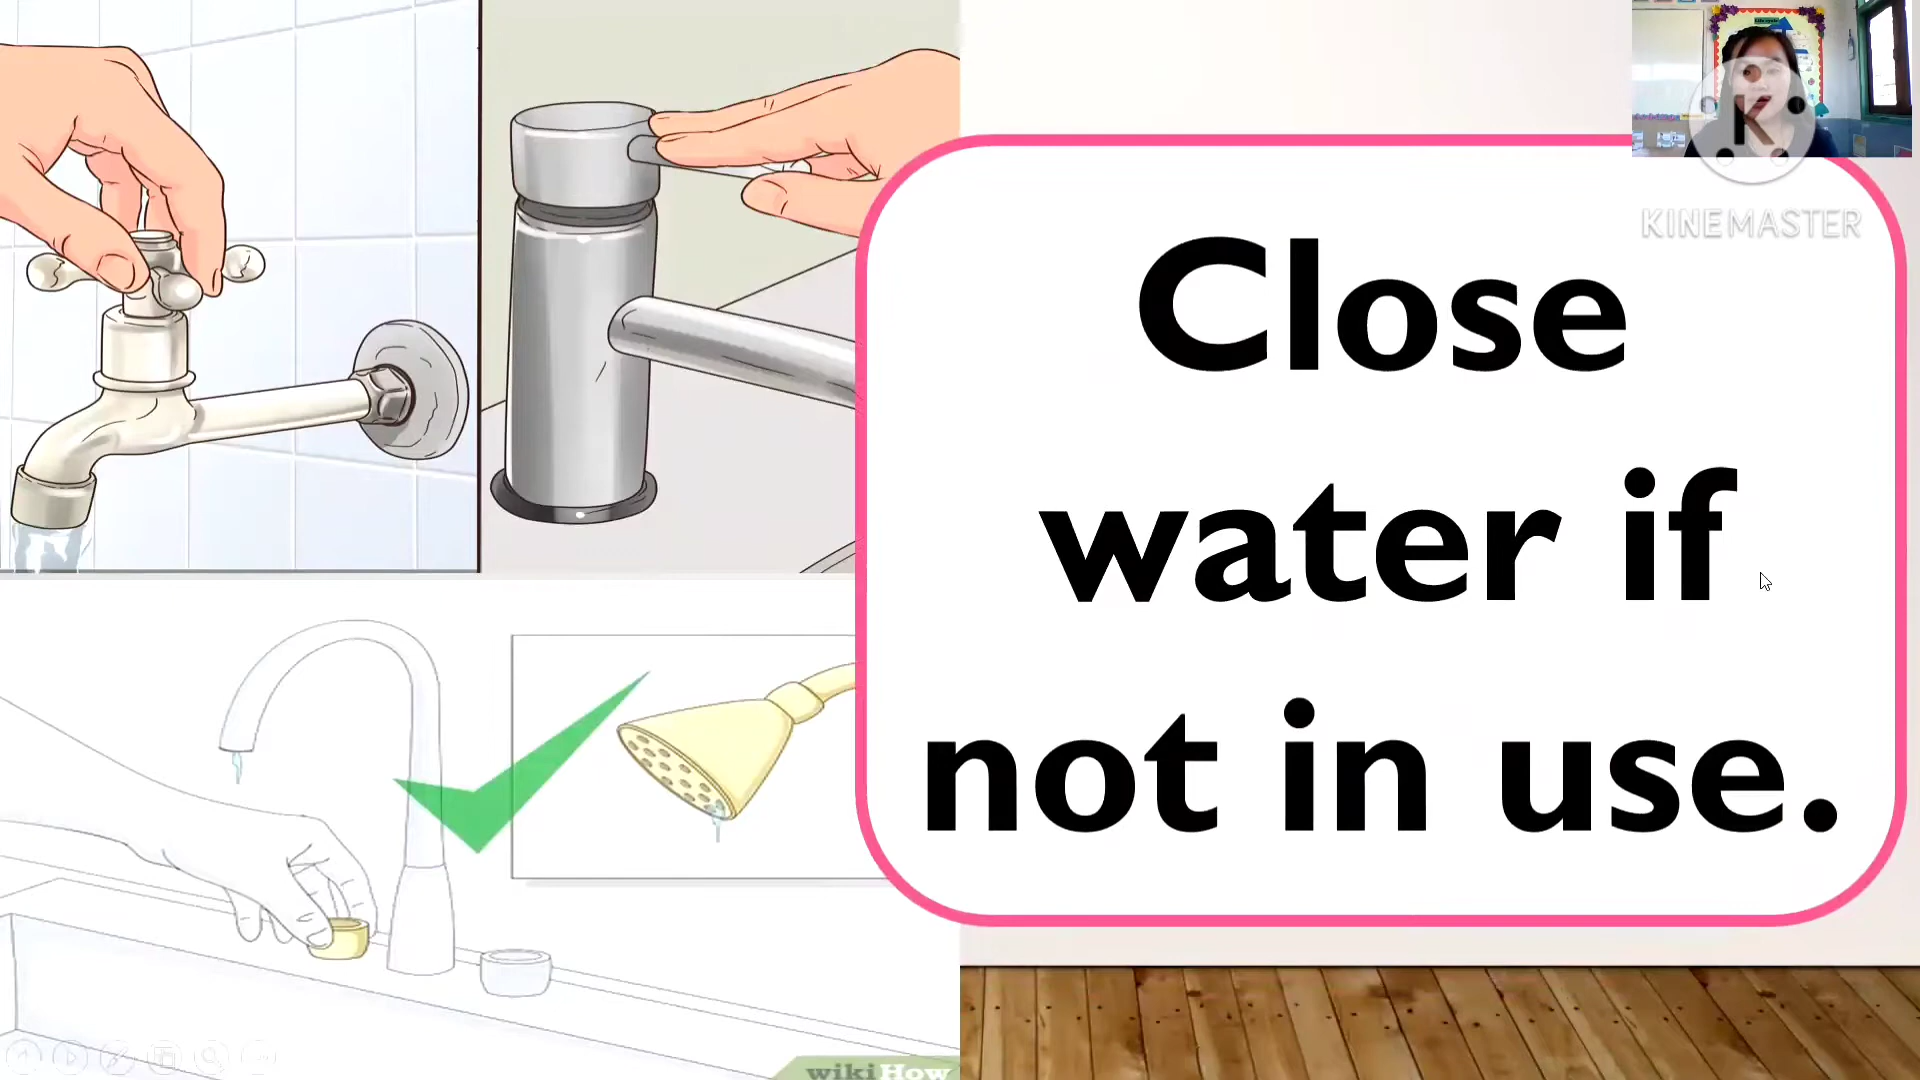 KINEMASTER
Close
water if
not in use.
wikiHow